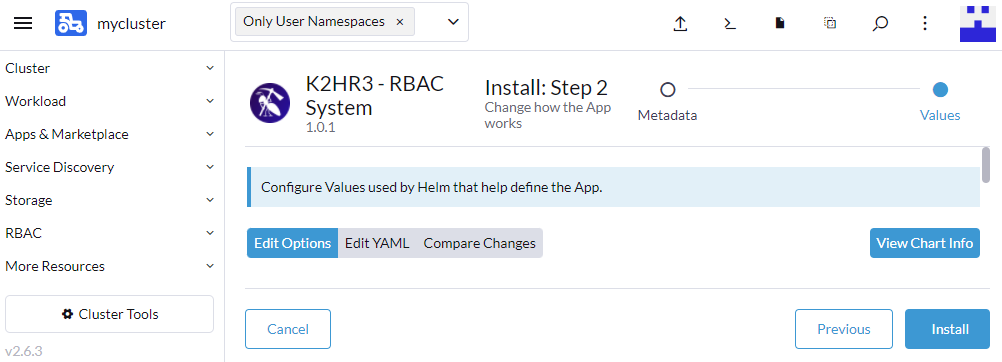 mycluster
Only User Namespaces ×
Cluster
Workload
Apps & Marketplace
Service Discovery
Storage
RBAC
More Resources
Cluster Tools
v2.6.3
K2HR3 - RBAC
System
1.0.1
Install: Step 2
Change how the App
works
Metadata
Values
Configure Values used by Helm that help define the App.
Edit Options
Edit YAML
Compare Changes
View Chart Info
Cancel
Previous
Install